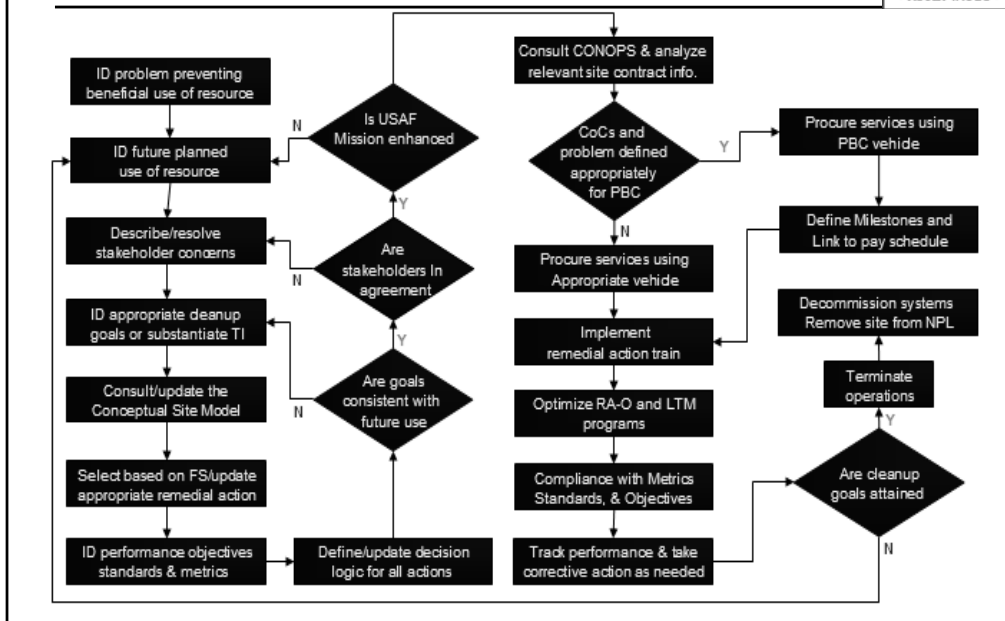 ID problem preventing
beneficial use of resource
ID future planned
use of resource
Describe/resolve
stakeholder concerns
ID appropriate cleanup
goals or substantiate TI
Consult/update the
Conceptual Site Model
Select based on FS/update
appropriate remedial action
ID performance objectives
standards & metrics
Define/update decision
logic for all actions
Are goals
consistent with
future use
N
Y
Are
stakeholders In
agreement
N
Y
Is USAF
Mission enhanced
N
Consult CONOPS & analyze
relevant site contract info.
CoCs and
problem defined
appropriately
for PBC
Y
N
Procure services using
PBC vehicle
Define Milestones and
Link to pay schedule
Procure services using
Appropriate vehicle
Implement
remedial action train
Optimize RA-O and LTM
programs
Compliance with Metrics
Standards, & Objectives
Track performance & take
corrective action as needed
Are cleanup
goals attained
Y
N
Terminate
operations
Decommission systems
Remove site from NPL